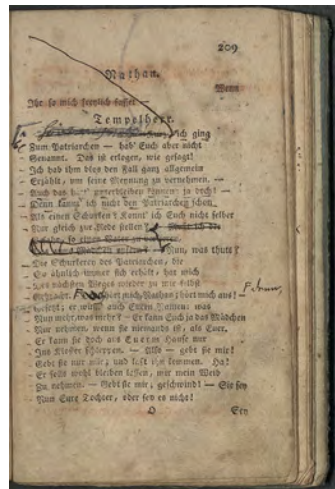 209
Nathan.
Wenn
Ihr so mich herzlich fasset —
Tempelherr.
ich ging
Zum Patriarchen — hab' Euch aber nicht
Genannt. Das ist erlogen, wie gesagt!
Ich hab ihm blos den Fall ganz allgemein
Erzählt, um seine Meynung zu vernehmen. —
Auch das hätt' unterbleiben können: ja doch! —
Denn kannt' ich nicht den Patriarchen schon
Als einen Schurken? Konnt' ich Euch nicht selber
Nur gleich zur Rede stellen?
Nun, was thut's?
Die Schurkerey des Patriarchen, die
So ähnlich immer sich erhält, hat mich
Des nächsten Weges wieder zu mir selbst
Gebracht. hört mich, Nathan; hört mich aus! —
Gesetzt; er wüßt' auch Euern Namen: was
Nun mehr, was mehr? — Er kann Euch ja das Mädchen
Nur nehmen, wenn sie niemands ist, als Euer.
Er kann sie doch aus Euerm Hause nur
Ins Kloster schleppen. — Also — gebt sie mir!
Gebt sie nur mir; und laßt ihn kommen. Ha!
Er solls wohl bleiben lassen, mir mein Weib
Zu nehmen. — Gebt sie mir; geschwind! — Sie sey
Nun Eure Tochter, oder sey es nicht!
O
Sey